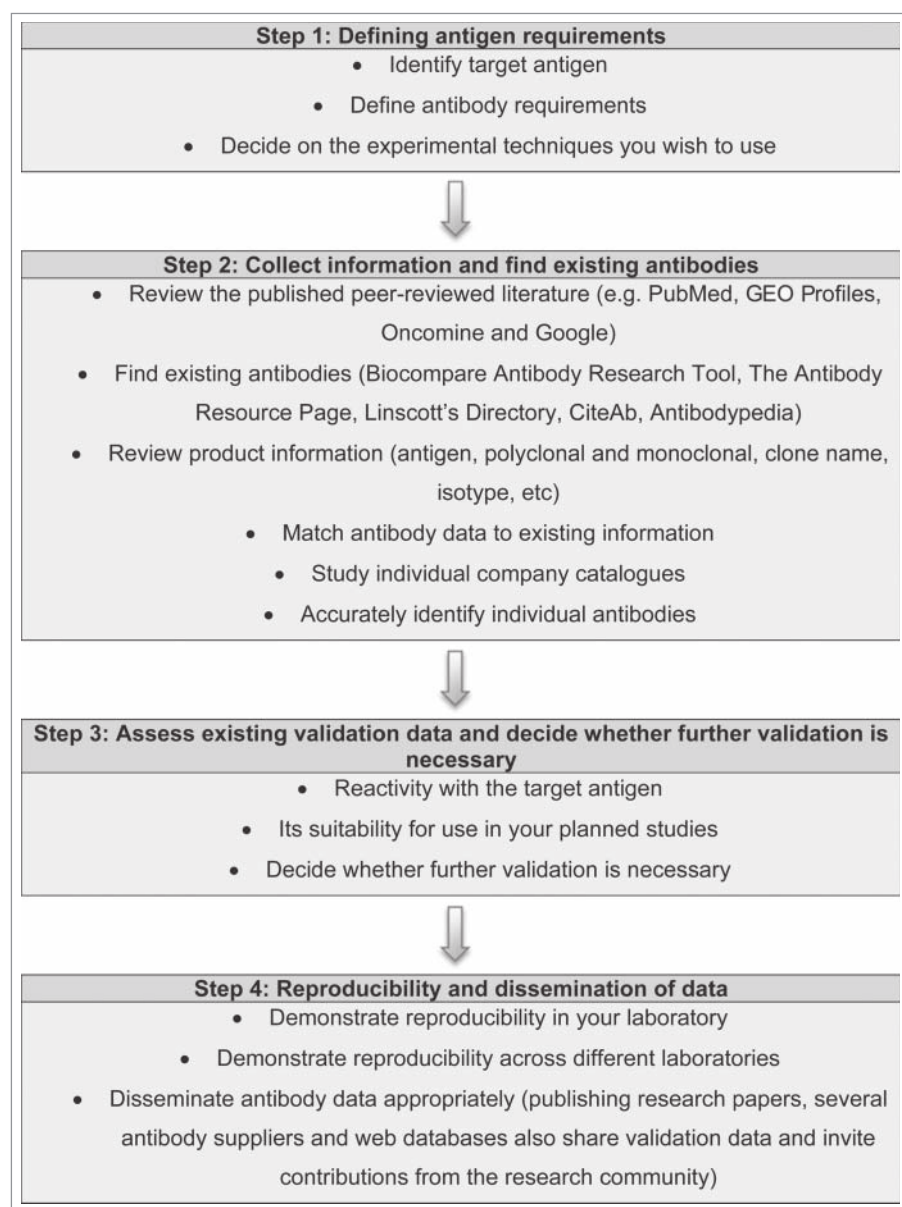 Step 1: Defining antigen requirements
• Identify target antigen
• Define antibody requirements
• Decide on the experimental techniques you wish to use
Step 2: Collect information and find existing antibodies
• Review the published peer-reviewed literature (e.g. PubMed, GEO Profiles,
Oncomine and Google)
• Find existing antibodies (Biocompare Antibody Research Tool, The Antibody
Resource Page, Linscott's Directory, CiteAb, Antibodypedia)
• Review product information (antigen, polyclonal and monoclonal, clone name,
isotype, etc)
• Match antibody data to existing information
• Study individual company catalogues
• Accurately identify individual antibodies
Step 3: Assess existing validation data and decide whether further validation is
necessary
• Reactivity with the target antigen
• Its suitability for use in your planned studies
• Decide whether further validation is necessary
Step 4: Reproducibility and dissemination of data
• Demonstrate reproducibility in your laboratory
• Demonstrate reproducibility across different laboratories
• Disseminate antibody data appropriately (publishing research papers, several
antibody suppliers and web databases also share validation data and invite
contributions from the research community)